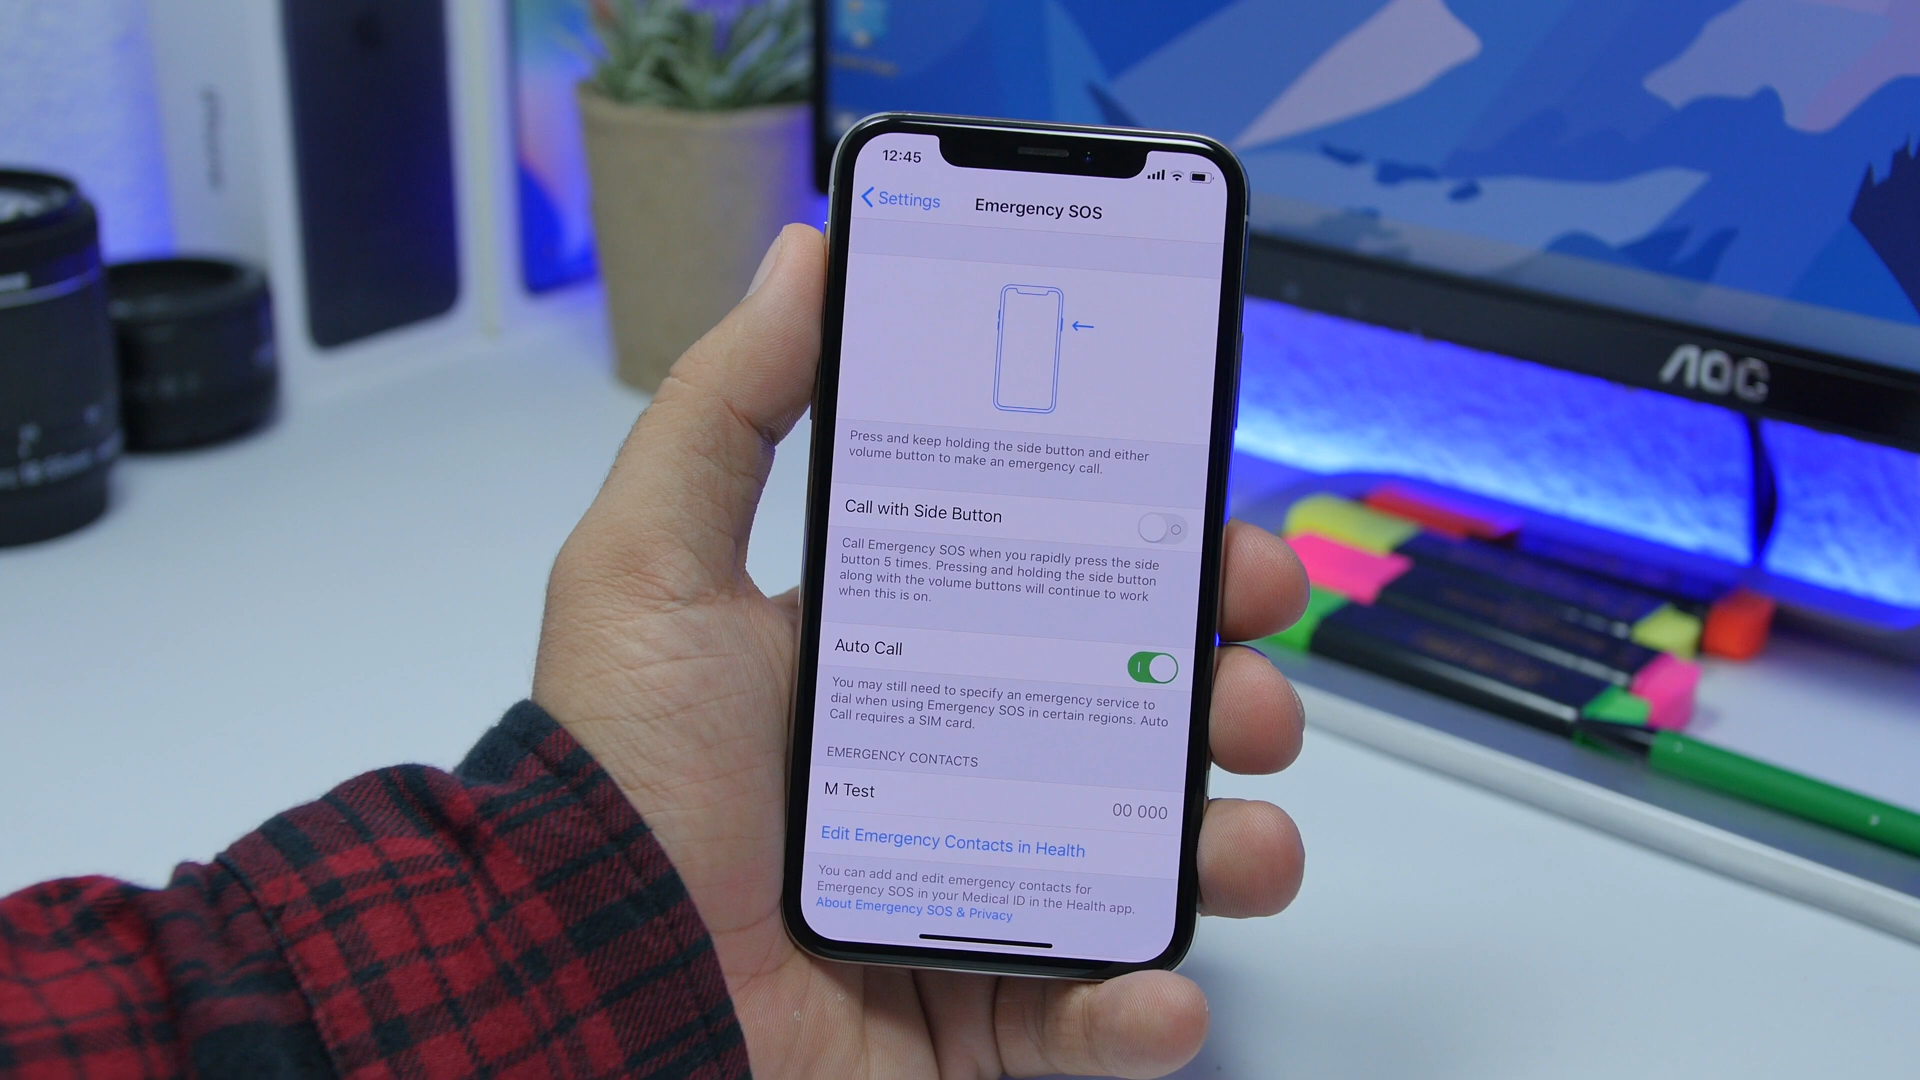 12:45
Settings
Emergency SOS
Press and keep holding the side button and either
volume button to make an emergency call.
Call with Side Button
Call Emergency SOS when you rapidly press the side
button 5 times. Pressing and holding the side button
along with the volume buttons will continue to work
when this is on.
Auto Call
You may still need to specify an emergency service to
dial when using Emergency SOS in certain regions. Auto
Call requires a SIM card.
EMERGENCY CONTACTS
M Test
00 000
Edit Emergency Contacts in Health
You can add and edit emergency contacts for
Emergency SOS in your Medical ID in the Health app.
About Emergency SOS & Privacy
AOC